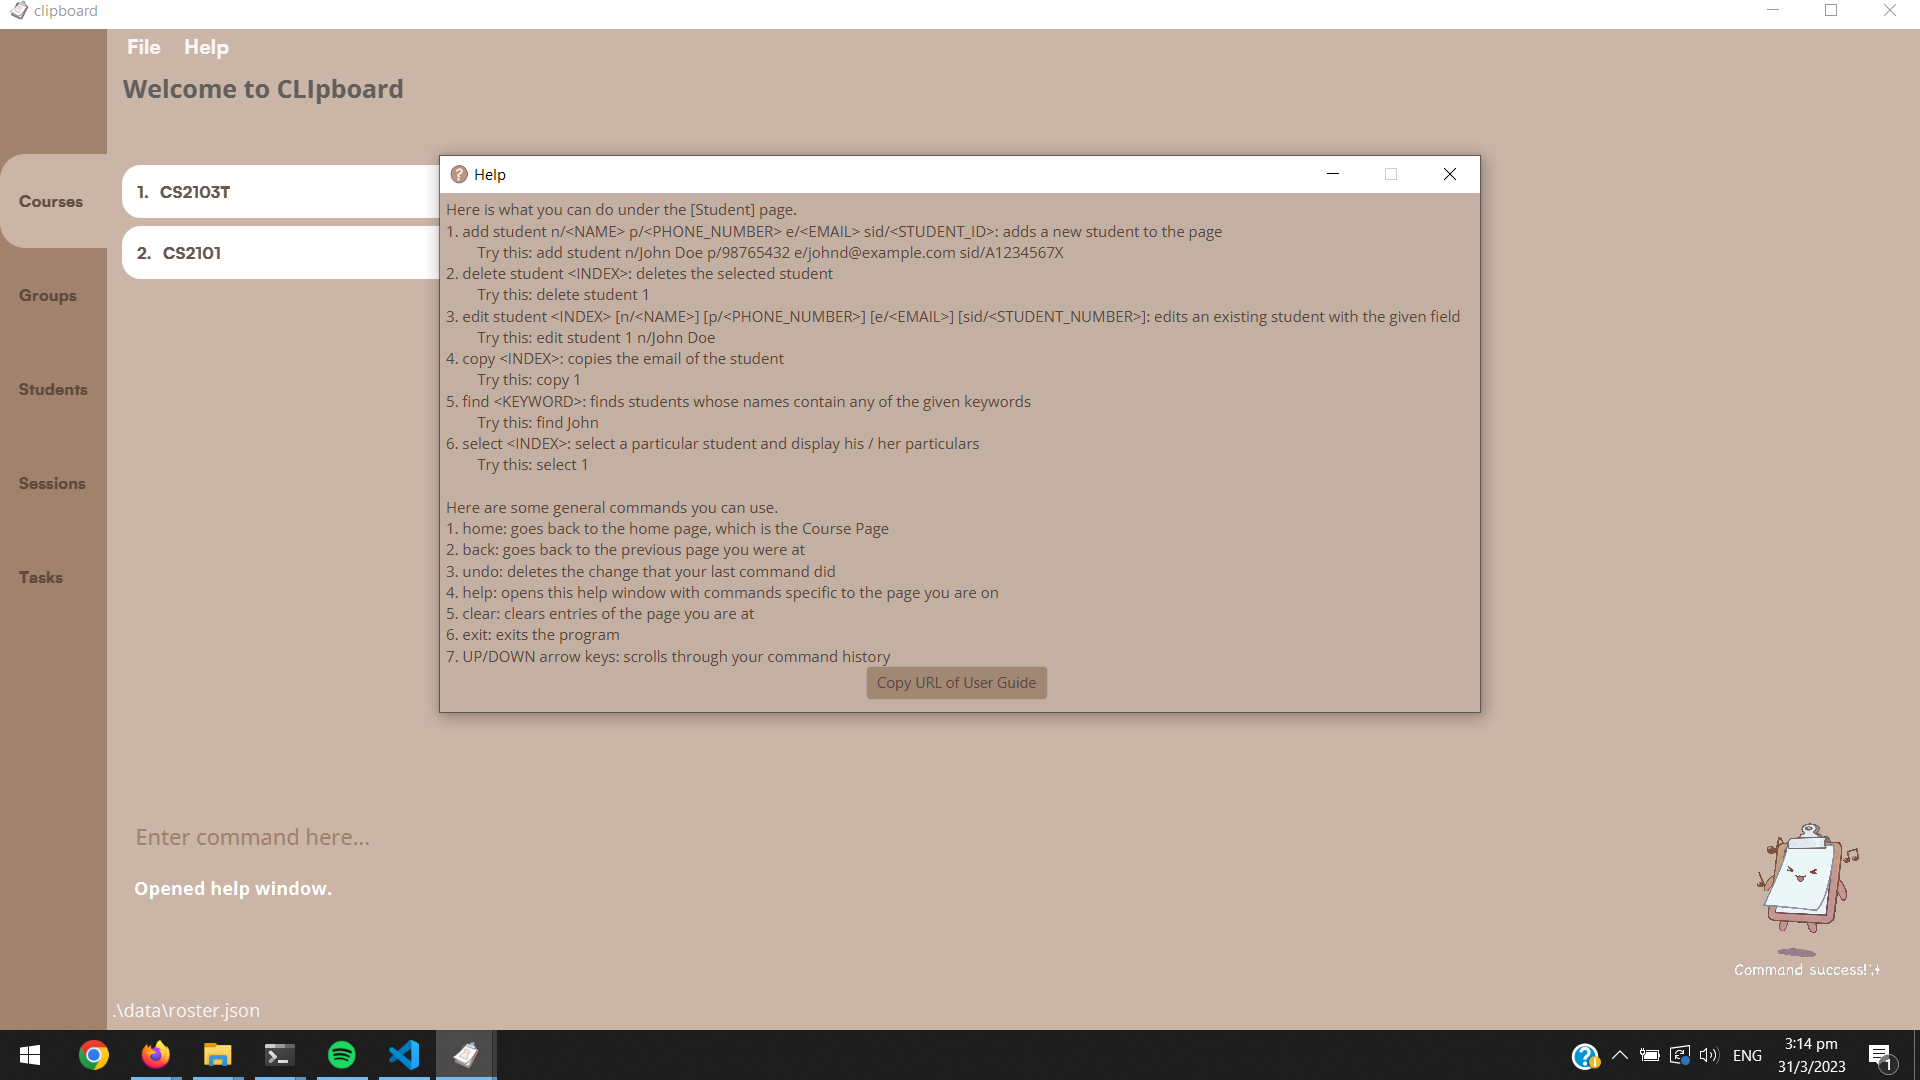 clipboard
File Help
Welcome to CLIpboard
Courses
Groups
Students
Sessions
Tasks
1. CS2103T
2. CS2101
Help
Here is what you can do under the [Student] page.
1. add student n/<NAME> p/<PHONE_NUMBER> e/<EMAIL> sid/<STUDENT_ID>: adds a new student to the page
Try this: add student n/John Doe p/98765432 e/johnd@example.com sid/A1234567X
2. delete student <INDEX>: deletes the selected student
Try this: delete student 1
3. edit student <INDEX> [n/<NAME>] [p/<PHONE_NUMBER>] [e/<EMAIL>] [sid/<STUDENT_NUMBER>]: edits an existing student with the given field
Try this: edit student 1 n/John Doe
4. copy <INDEX>: copies the email of the student
Try this: copy 1
5. find <KEYWORD>: finds students whose names contain any of the given keywords
Try this: find John
6. select <INDEX>: select a particular student and display his / her particulars
Try this: select 1
Here are some general commands you can use.
1. home: goes back to the home page, which is the Course Page
2. back: goes back to the previous page you were at
3. undo: deletes the change that your last command did
4. help: opens this help window with commands specific to the page you are on
5. clear: clears entries of the page you are at
6. exit: exits the program
7. UP/DOWN arrow keys: scrolls through your command history
Copy URL of User Guide
Enter command here...
Opened help window.
Command success!
.\data\roster.json
ENG
3:14 pm
31/3/2023
1